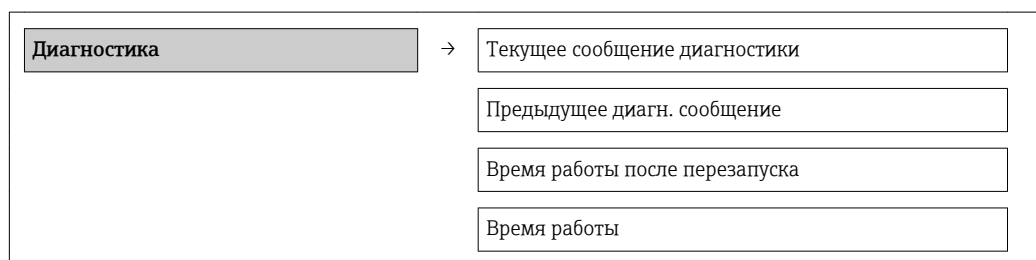 Диагностика → Текущее сообщение диагностики
Предыдущее диагн. сообщение
Время работы после перезапуска
Время работы